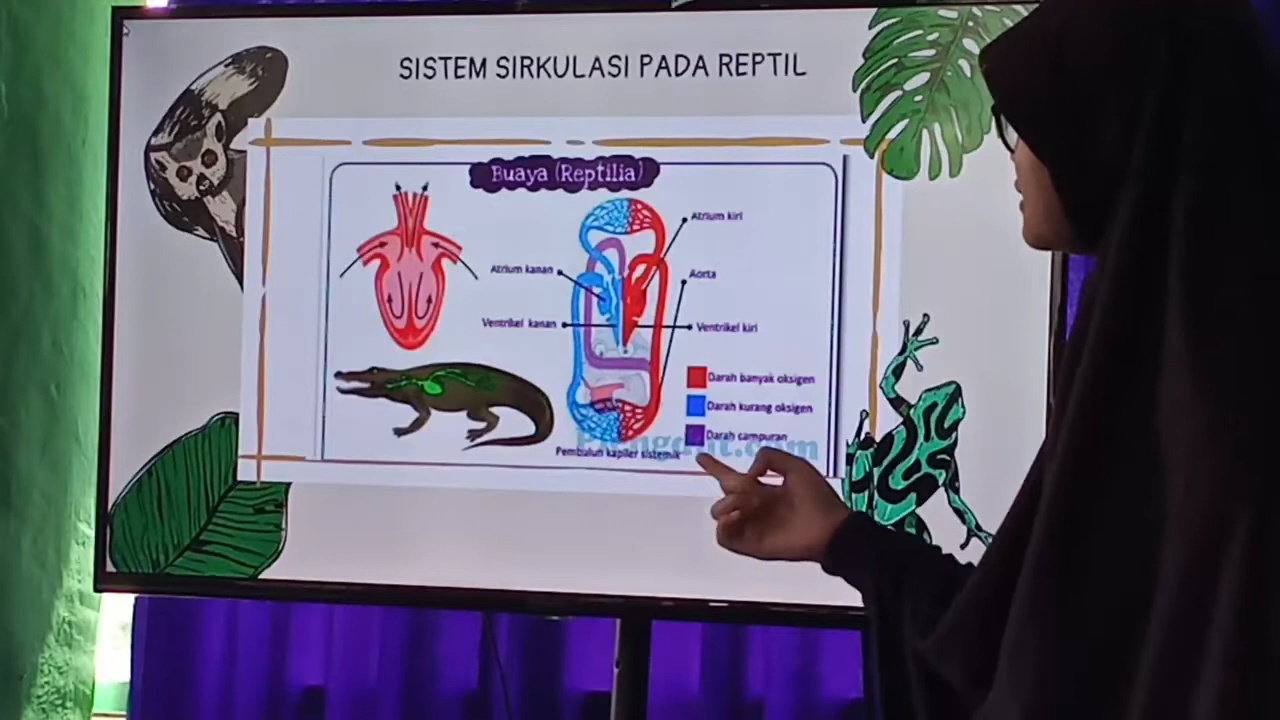 SISTEM SIRKULASI PADA REPTIL
Buaya (Reptilia)
Atrium kiri
Atrium kanan
Aorta
Ventrikel kanan
Ventrikel kiri
Darah banyak oksigen
Darah kurang oksigen
Darah campuran
Pembuluh kapiler sistemik